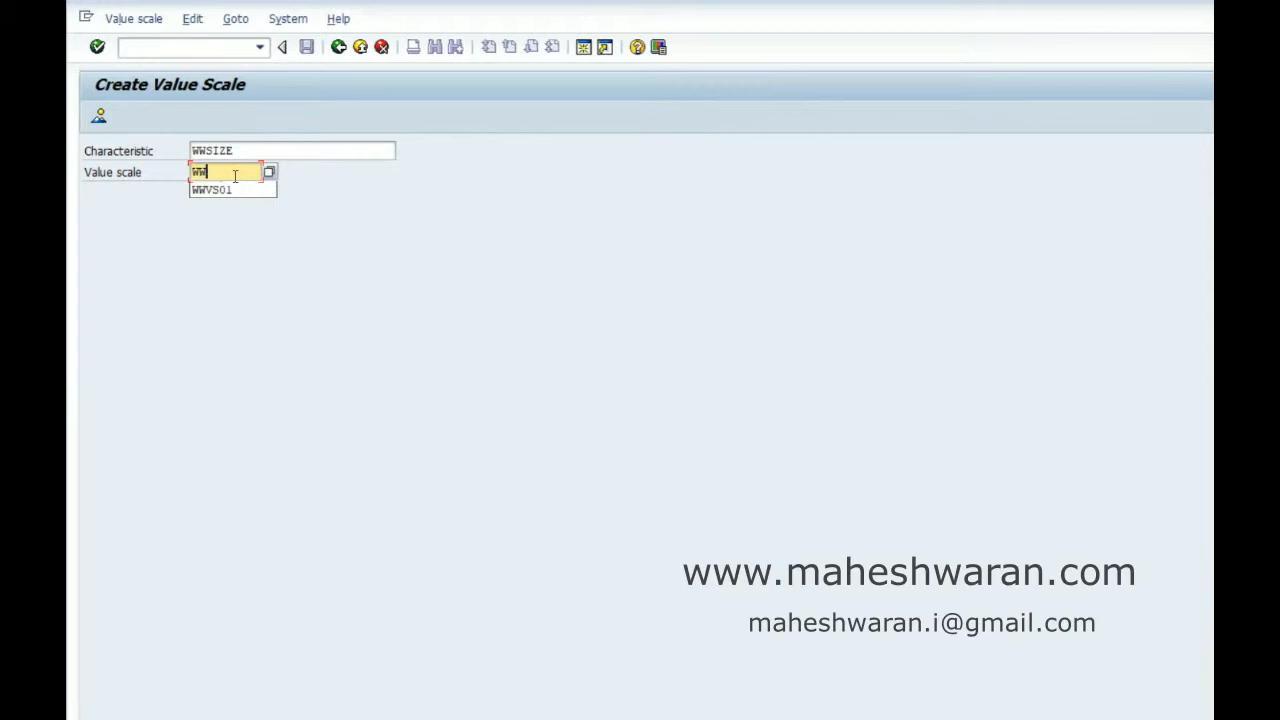 Value scale Edit Goto System Help
Create Value Scale
Characteristic WWSIZE
Value scale WW
WWVS01
www.maheshwaran.com
maheshwaran.i@gmail.com